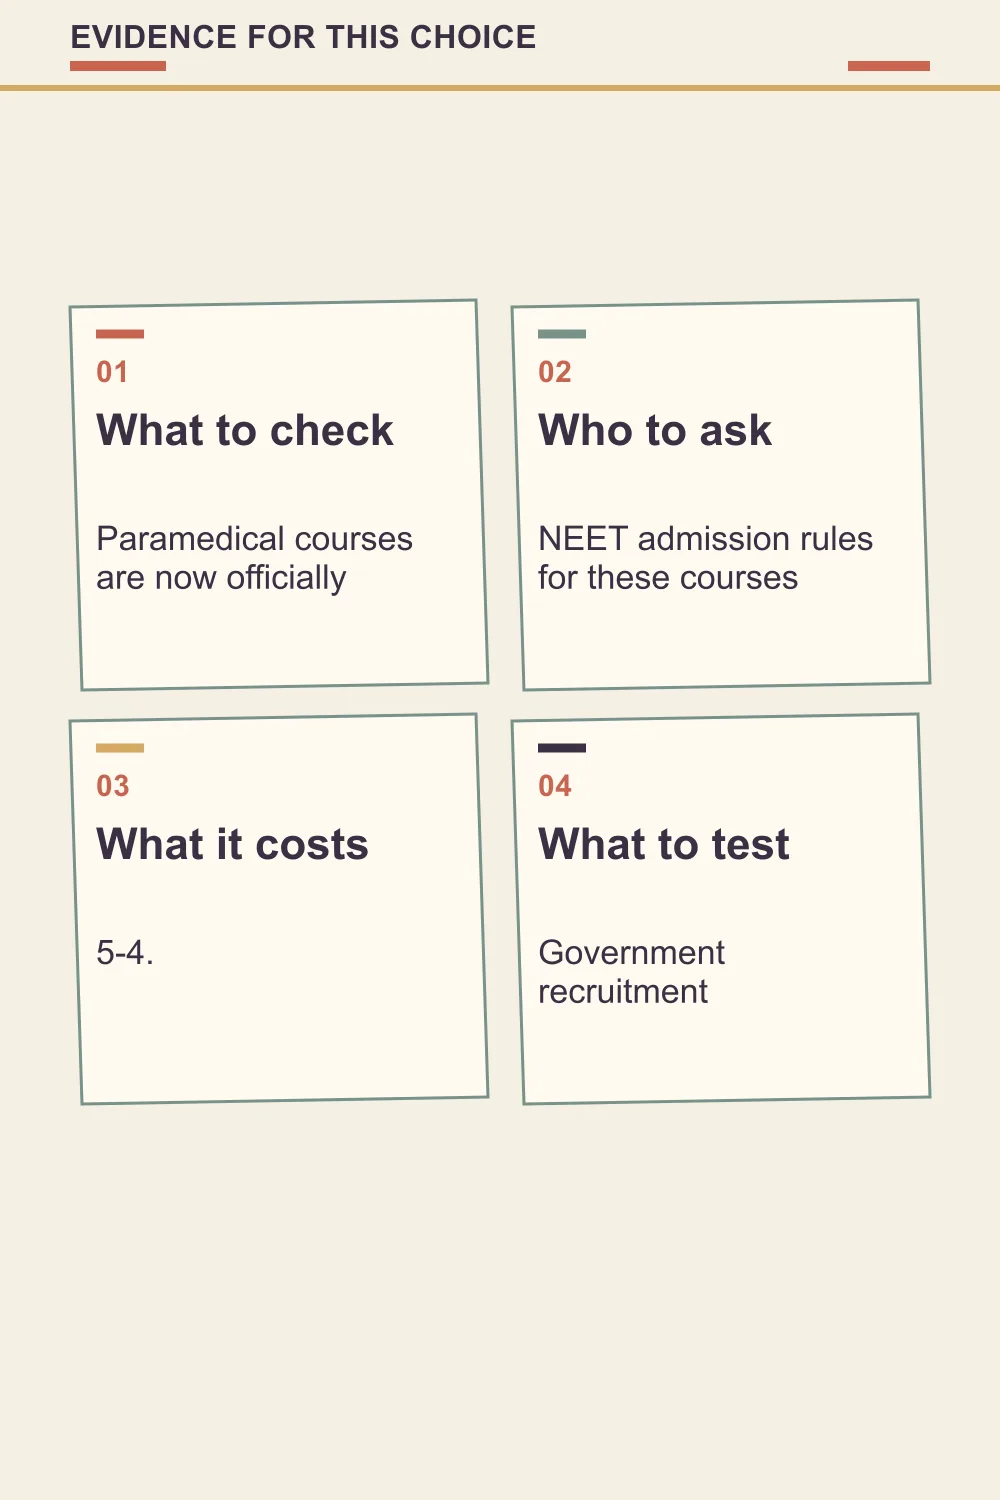 EVIDENCE FOR THIS CHOICE
01
What to check
Paramedical courses
are now officially
02
Who to ask
NEET admission rules
for these courses
03
What it costs
5-4.
04
What to test
Government
recruitment